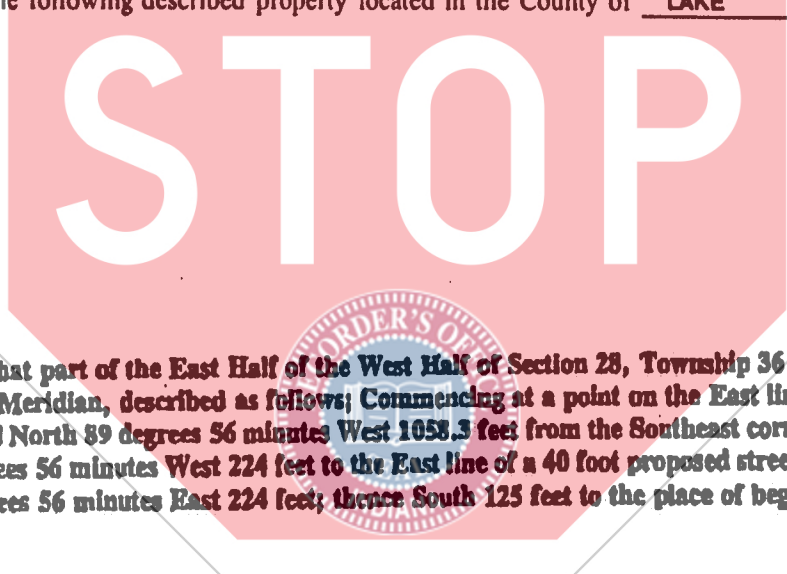 e following described property located in the County of LAKE
STOP
hat part of the East Half of the West Half of Section 28, Township 36
Meridian, described as follows; Commencing at a point on the East lin
North 89 degrees 56 minutes West 1058.3 feet from the Southeast corn
ees 56 minutes West 224 feet to the East line of a 40 foot proposed stree
ees 56 minutes East 224 feet; thence South 125 feet to the place of beg